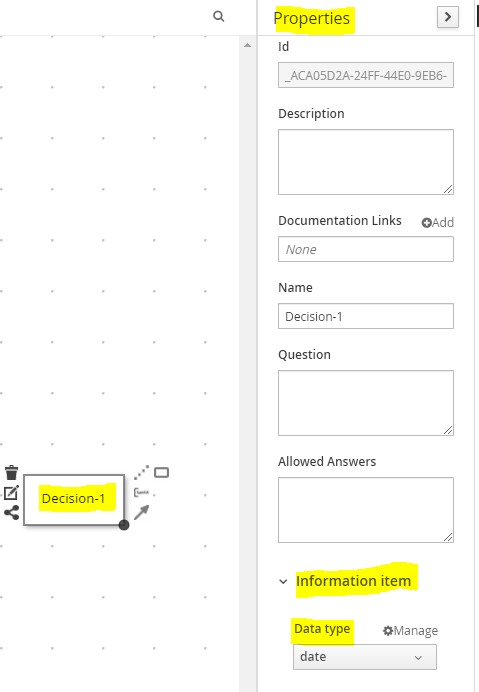 Properties
Id
_ACA05D2A-24FF-44E0-9EB6-
Description
Documentation Links Add
None
Name
Decision-1
Question
Allowed Answers
Decision-1
Information item
Data type Manage
date